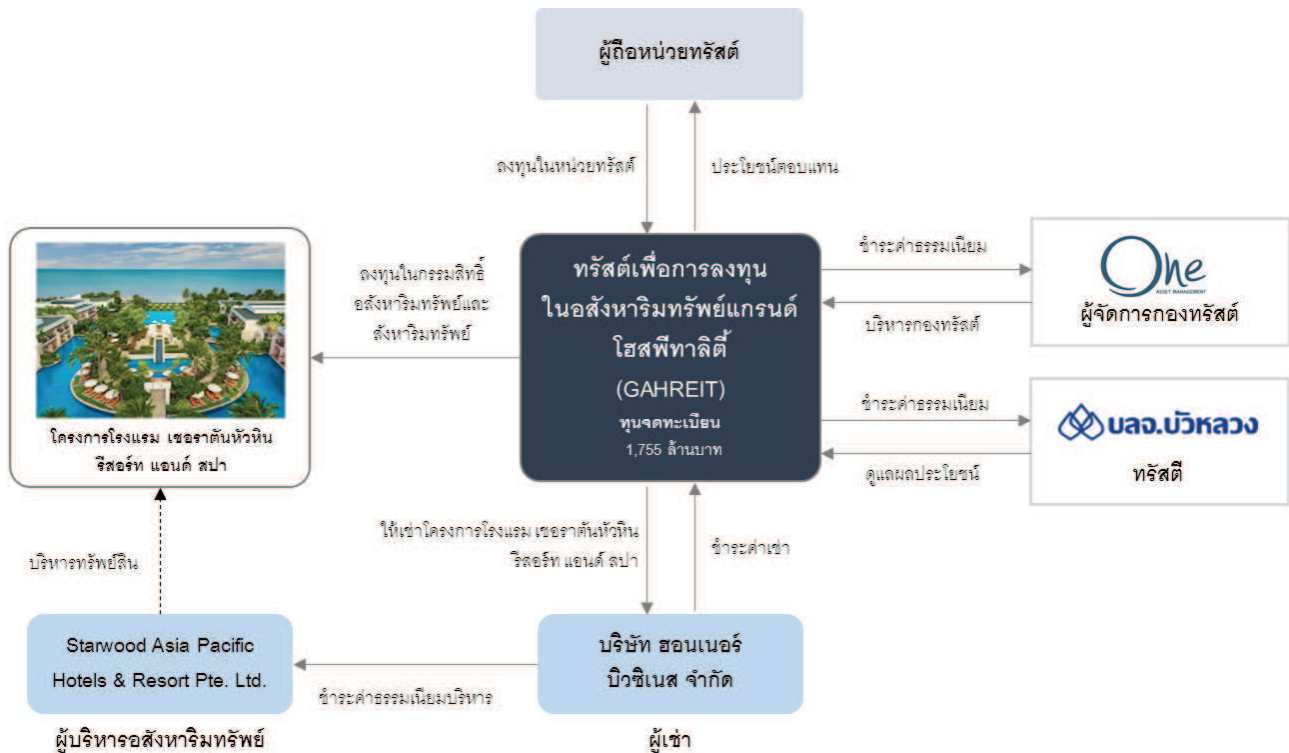 ผู้ถือหน่วยทรัสต์
ลงทุนในหน่วยทรัสต์
ประโยชน์ตอบแทน
โครงการโรงแรม เชอราตันหัวหิน
รีสอร์ท แอนด์ สปา
ลงทุนในกรรมสิทธิ์
อสังหาริมทรัพย์และ
สังหาริมทรัพย์
ทรัสต์เพื่อการลงทุน
ในอสังหาริมทรัพย์แกรนด์
โฮสพีทาลิตี้
(GAHREIT)
ทุนจดทะเบียน
1,755 ล้านบาท
ชำระค่าธรรมเนียม
บริหารกองทรัสต์
One
ASSET MANAGEMENT
ผู้จัดการกองทรัสต์
ชำระค่าธรรมเนียม
ดูแลผลประโยชน์
บลจ.บัวหลวง
ทรัสตี
บริหารทรัพย์สิน
ให้เช่าโครงการโรงแรม เชอราตันหัวหิน
รีสอร์ท แอนด์ สปา
ชำระค่าเช่า
Starwood Asia Pacific
Hotels & Resort Pte. Ltd.
ชำระค่าธรรมเนียมบริหาร
บริษัท ฮอนเนอร์
บิวซิเนส จำกัด
ผู้บริหารอสังหาริมทรัพย์
ผู้เช่า